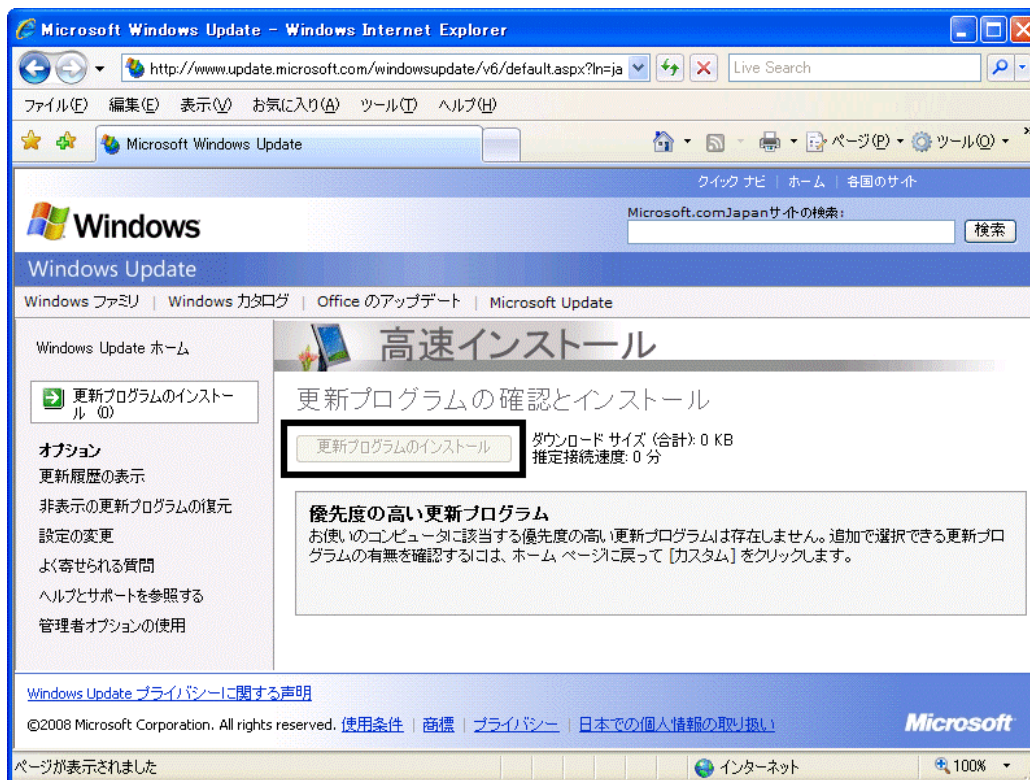 Microsoft Windows Update - Windows Internet Explorer
http://www.update.microsoft.com/windowsupdate/v6/default.aspx?ln=ja
Live Search
ファイル(F) 編集(E) 表示(V) お気に入り(A) ツール(T) ヘルプ(H)
Microsoft Windows Update
ページ(P) ツール(O)
クイック ナビ | ホーム | 各国のサイト
Windows
Microsoft.comJapanサイトの検索:
検索
Windows Update
Windows ファミリ | Windows カタログ | Office のアップデート | Microsoft Update
Windows Update ホーム
更新プログラムのインストー
ル (0)
オプション
更新履歴の表示
非表示の更新プログラムの復元
設定の変更
よく寄せられる質問
ヘルプとサポートを参照する
管理者オプションの使用
高速インストール
更新プログラムの確認とインストール
更新プログラムのインストール
ダウンロード サイズ (合計): 0 KB
推定接続速度: 0 分
優先度の高い更新プログラム
お使いのコンピュータに該当する優先度の高い更新プログラムは存在しません。追加で選択できる更新プロ
グラムの有無を確認するには、ホーム ページに戻って [カスタム] をクリックします。
Windows Update プライバシーに関する声明
©2008 Microsoft Corporation. All rights reserved. 使用条件 | 商標 | プライバシー | 日本での個人情報の取り扱い
Microsoft
ページが表示されました
インターネット
100%